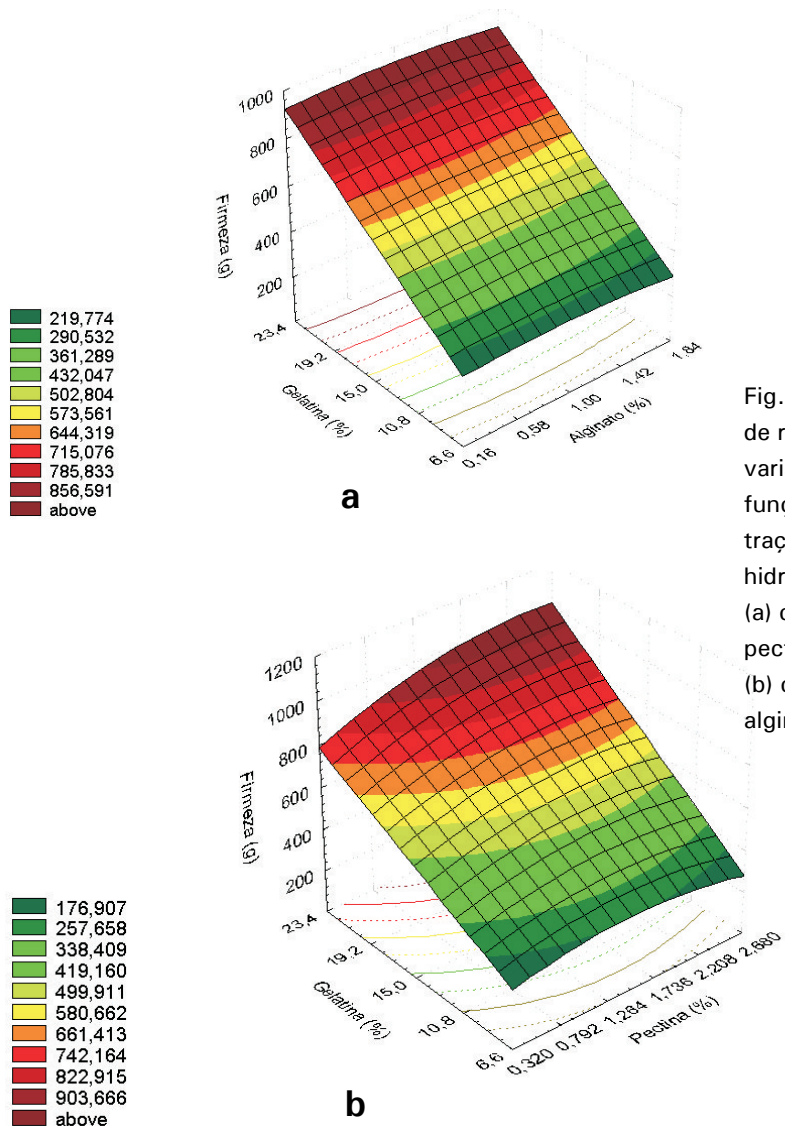 1000
800
600
400
200
Firmeza (g)
23,4
19,2
15,0
10,8
6,6
Gelatina (%)
0,16
0,58
1,00
1,42
1,84
Alginato (%)
219,774
290,532
361,289
432,047
502,804
573,561
644,319
715,076
785,833
856,591
above
a
Fig.
de r
vari
funç
traç
hidr
(a) c
pect
(b) c
algir
1200
1000
800
600
400
200
Firmeza (g)
23,4
19,2
15,0
10,8
6,6
Gelatina (%)
0,320
0,792
1,264
1,736
2,208
2,680
Pectina (%)
176,907
257,658
338,409
419,160
499,911
580,662
661,413
742,164
822,915
903,666
above
b